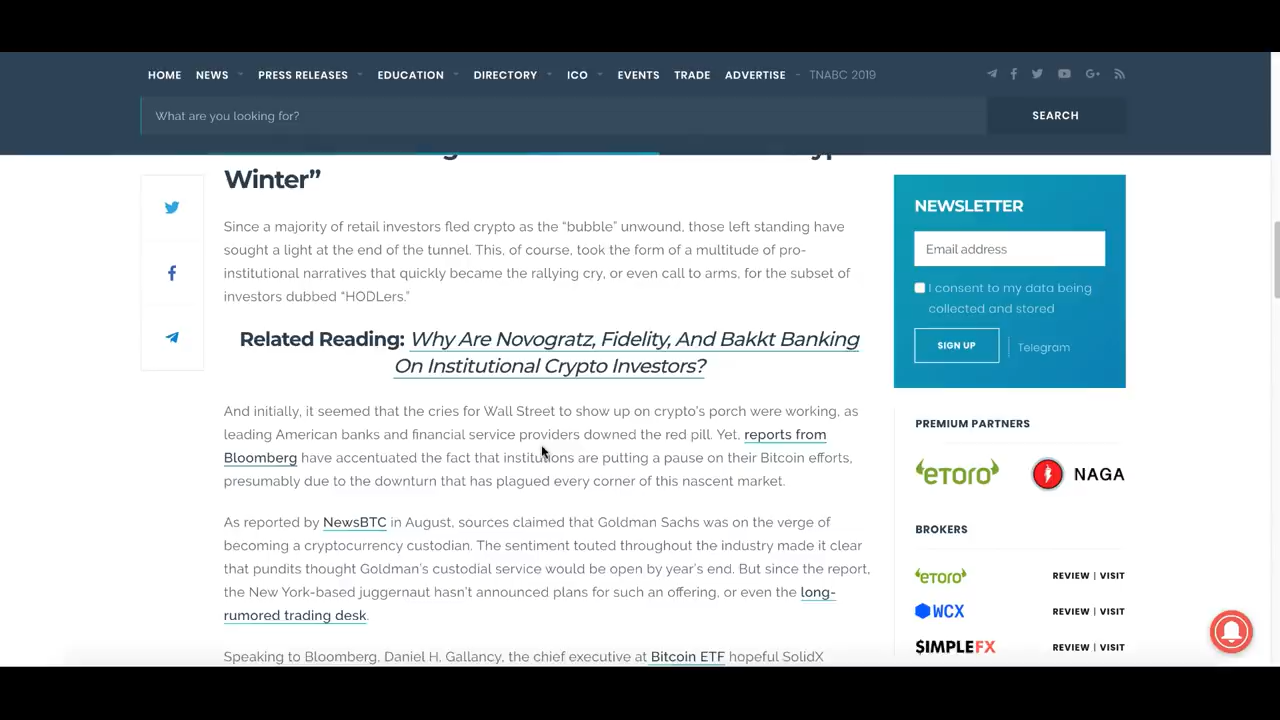 HOME NEWS PRESS RELEASES EDUCATION DIRECTORY ICO EVENTS TRADE ADVERTISE TNABC 2019
What are you looking for?
SEARCH
Winter”
Since a majority of retail investors fled crypto as the “bubble” unwound, those left standing have
sought a light at the end of the tunnel. This, of course, took the form of a multitude of pro-
institutional narratives that quickly became the rallying cry, or even call to arms, for the subset of
investors dubbed “HODLers.”
Related Reading: Why Are Novogratz, Fidelity, And Bakkt Banking
On Institutional Crypto Investors?
And initially, it seemed that the cries for Wall Street to show up on crypto’s porch were working, as
leading American banks and financial service providers downed the red pill. Yet, reports from
Bloomberg have accentuated the fact that institutions are putting a pause on their Bitcoin efforts,
presumably due to the downturn that has plagued every corner of this nascent market.
As reported by NewsBTC in August, sources claimed that Goldman Sachs was on the verge of
becoming a cryptocurrency custodian. The sentiment touted throughout the industry made it clear
that pundits thought Goldman’s custodial service would be open by year’s end. But since the report,
the New York-based juggernaut hasn’t announced plans for such an offering, or even the long-
rumored trading desk.
Speaking to Bloomberg, Daniel H. Gallancy, the chief executive at Bitcoin ETF hopeful SolidX
NEWSLETTER
Email address
I consent to my data being
collected and stored
SIGN UP
Telegram
PREMIUM PARTNERS
eToro NAGA
BROKERS
eToro REVIEW | VISIT
WCX REVIEW | VISIT
$IMPLEFX REVIEW | VISIT